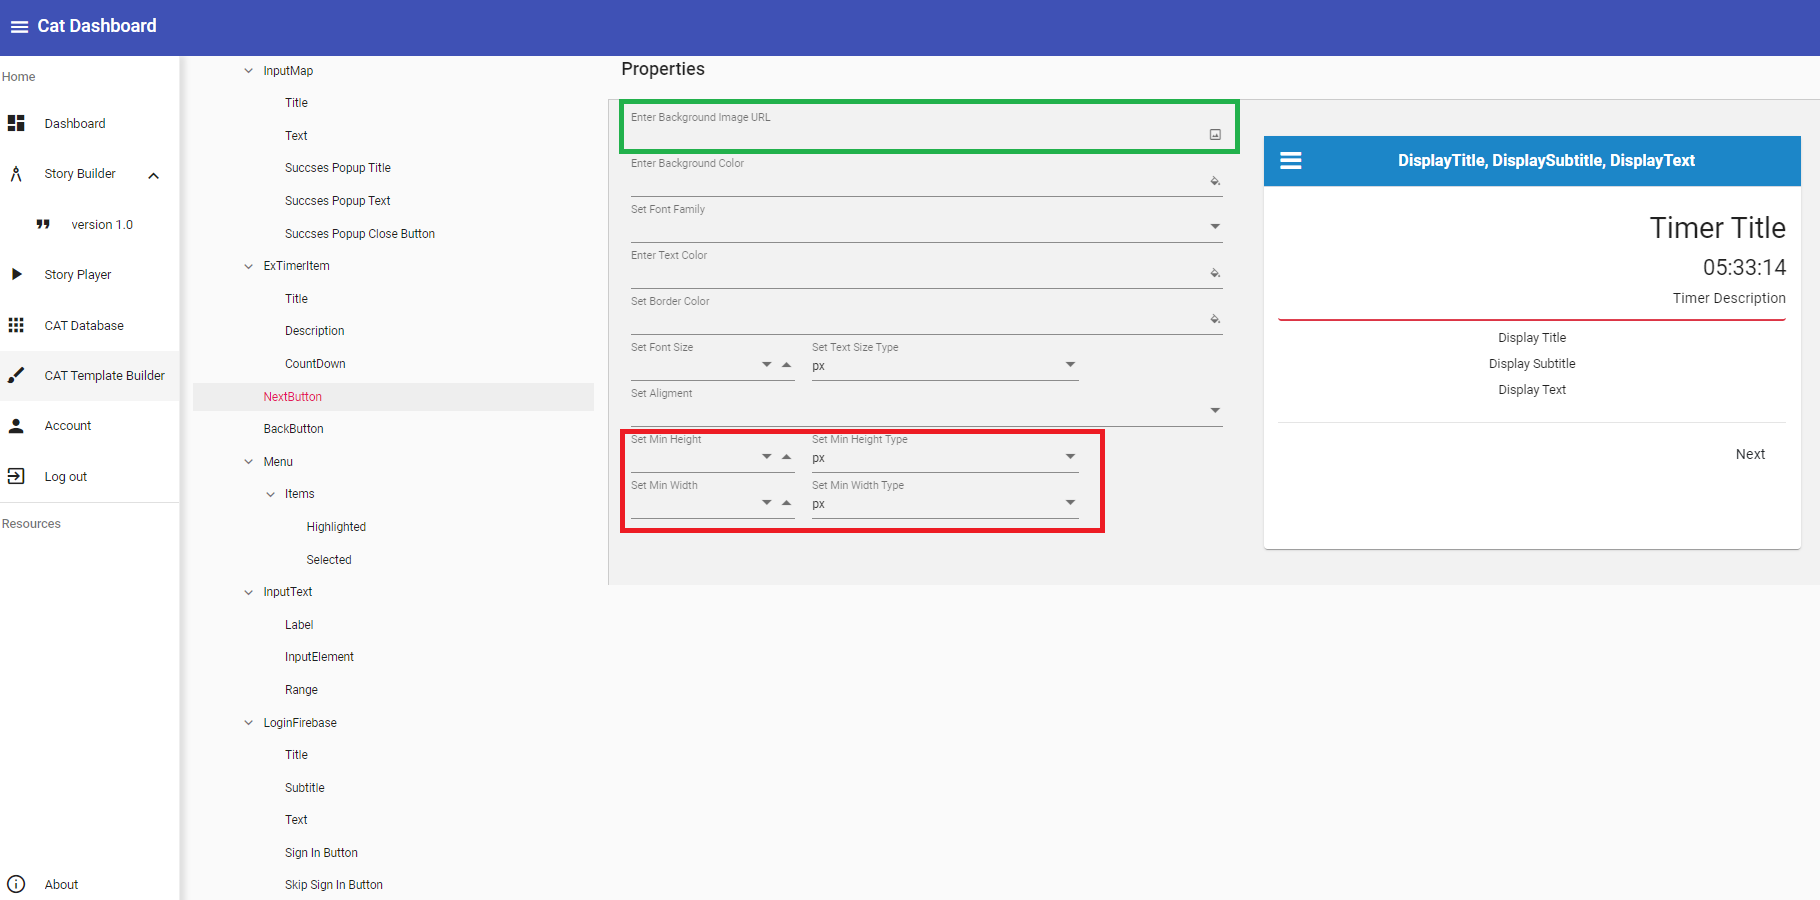 Cat Dashboard
Home
Dashboard
Story Builder
version 1.0
Story Player
CAT Database
CAT Template Builder
Account
Log out
Resources
About
InputMap
Title
Text
Succses Popup Title
Succses Popup Text
Succses Popup Close Button
ExTimerItem
Title
Description
CountDown
NextButton
BackButton
Menu
Items
Highlighted
Selected
InputText
Label
InputElement
Range
LoginFirebase
Title
Subtitle
Text
Sign In Button
Skip Sign In Button
Properties
Enter Background Image URL
Enter Background Color
Set Font Family
Enter Text Color
Set Border Color
Set Font Size Set Text Size Type
px
Set Aligment
Set Min Height Set Min Height Type
px
Set Min Width Set Min Width Type
px
DisplayTitle, DisplaySubtitle, DisplayText
Timer Title
05:33:14
Timer Description
Display Title
Display Subtitle
Display Text
Next